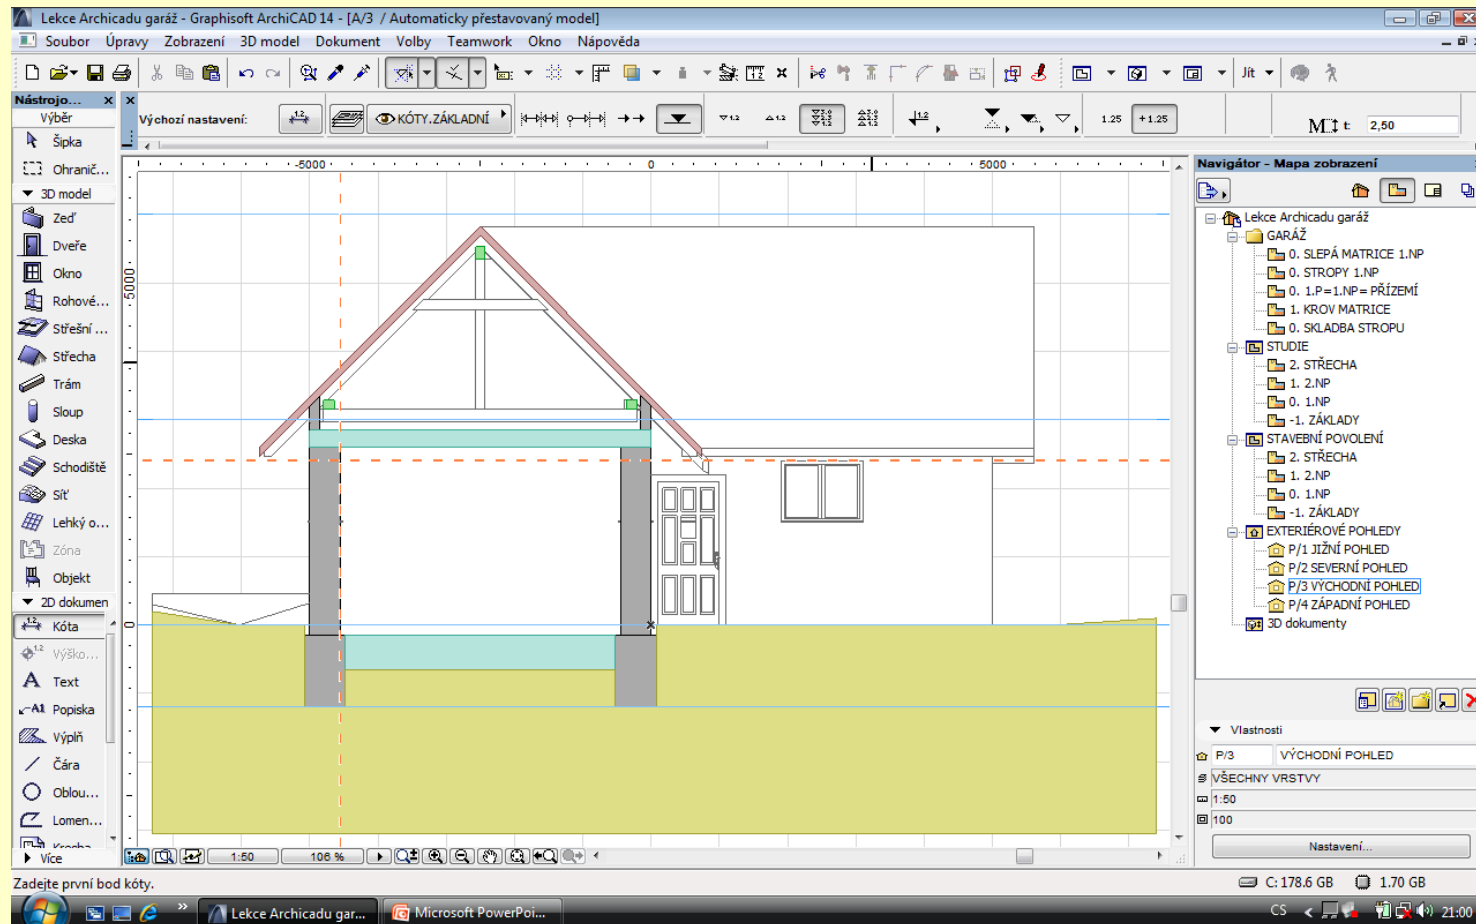 Lekce Archicadu garáž - Graphisoft ArchiCAD 14 - [A/3 / Automaticky přestavovaný model]
Soubor Úpravy Zobrazení 3D model Dokument Volby Teamwork Okno Nápověda
Jít
Nástrojo...
Výběr
Šipka
Ohranič...
3D model
Zeď
Dveře
Okno
Rohové...
Střešní ...
Střecha
Trám
Sloup
Deska
Schodiště
Síť
Lehký o...
Zóna
Objekt
2D dokumen
Kóta
Výško...
Text
Popiska
Výplň
Čára
Oblou...
Lomen...
Více
Výchozí nastavení: KÓTY.ZÁKLADNÍ 1.25 +1.25 t: 2,50
-5000 0 5000
5000
0
Navigátor - Mapa zobrazení
Lekce Archicadu garáž
GARÁŽ
0. SLEPÁ MATRICE 1.NP
0. STROPY 1.NP
0. 1.P=1.NP= PŘÍZEMÍ
1. KROV MATRICE
0. SKLADBA STROPU
STUDIE
2. STŘECHA
1. 2.NP
0. 1.NP
-1. ZÁKLADY
STAVEBNÍ POVOLENÍ
2. STŘECHA
1. 2.NP
0. 1.NP
-1. ZÁKLADY
EXTERIÉROVÉ POHLEDY
P/1 JIŽNÍ POHLED
P/2 SEVERNÍ POHLED
P/3 VÝCHODNÍ POHLED
P/4 ZÁPADNÍ POHLED
3D dokumenty
Vlastnosti
P/3 VÝCHODNÍ POHLED
VŠECHNY VRSTVY
1:50
100
Nastavení...
1:50 106 %
Zadejte první bod kóty.
C: 178.6 GB 1.70 GB
Lekce Archicadu gar... Microsoft PowerPoi... CS 21:00